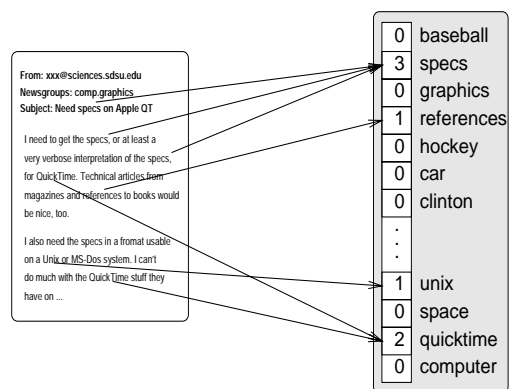 From: xxx@sciences.sdsu.edu
Newsgroups: comp.graphics
Subject: Need specs on Apple QT
I need to get the specs, or at least a
very verbose interpretation of the specs,
for QuickTime. Technical articles from
magazines and references to books would
be nice, too.
I also need the specs in a fromat usable
on a Unix or MS-Dos system. I can't
do much with the QuickTime stuff they
have on ...
0 baseball
3 specs
0 graphics
1 references
0 hockey
0 car
0 clinton
.
.
.
1 unix
0 space
2 quicktime
0 computer